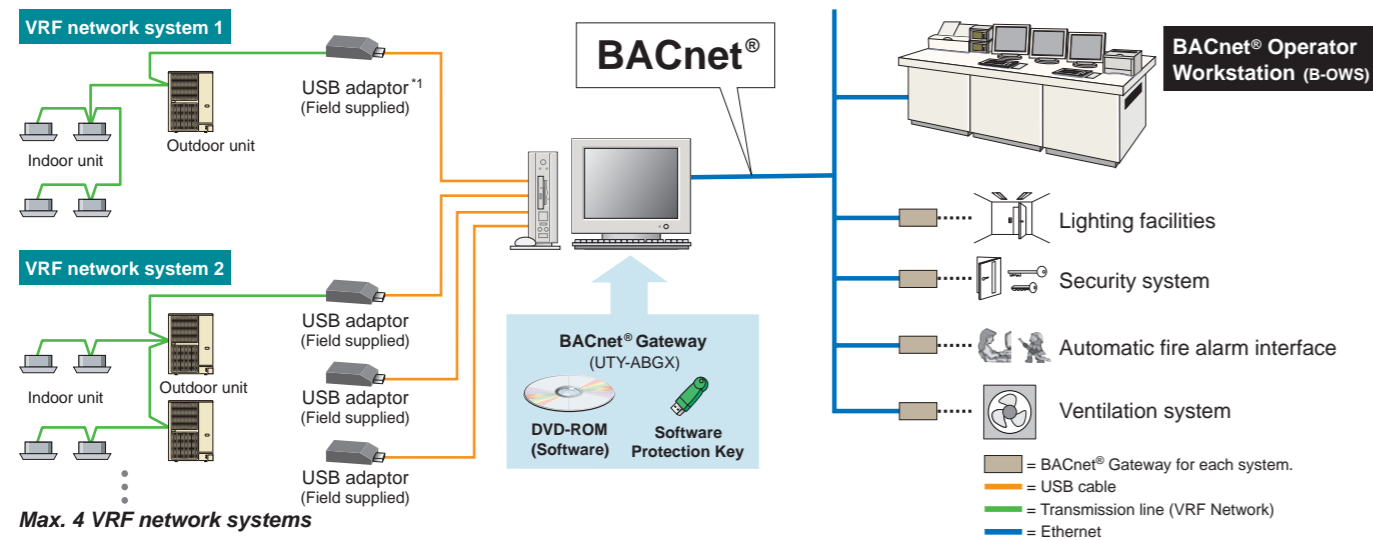 VRF network system 1
USB adaptor*1
(Field supplied)
Outdoor unit
Indoor unit
VRF network system 2
USB adaptor
(Field supplied)
Outdoor unit
Indoor unit
USB adaptor
(Field supplied)
USB adaptor
(Field supplied)
Max. 4 VRF network systems
BACnet®
BACnet® Gateway
(UTY-ABGX)
DVD-ROM
(Software)
Software
Protection Key
BACnet® Operator
Workstation (B-OWS)
Lighting facilities
Security system
Automatic fire alarm interface
Ventilation system
= BACnet® Gateway for each system.
= USB cable
= Transmission line (VRF Network)
= Ethernet